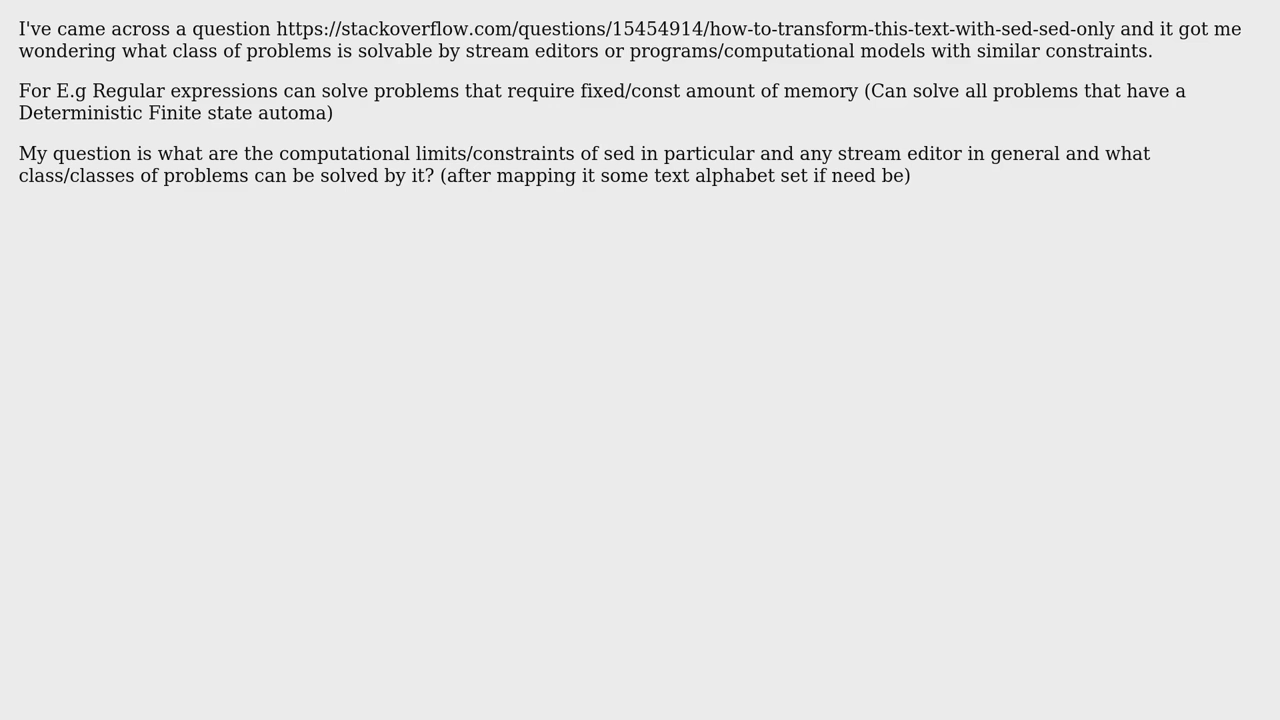 I've came across a question https://stackoverflow.com/questions/15454914/how-to-transform-this-text-with-sed-sed-only and it got me
wondering what class of problems is solvable by stream editors or programs/computational models with similar constraints.
For E.g Regular expressions can solve problems that require fixed/const amount of memory (Can solve all problems that have a
Deterministic Finite state automa)
My question is what are the computational limits/constraints of sed in particular and any stream editor in general and what
class/classes of problems can be solved by it? (after mapping it some text alphabet set if need be)